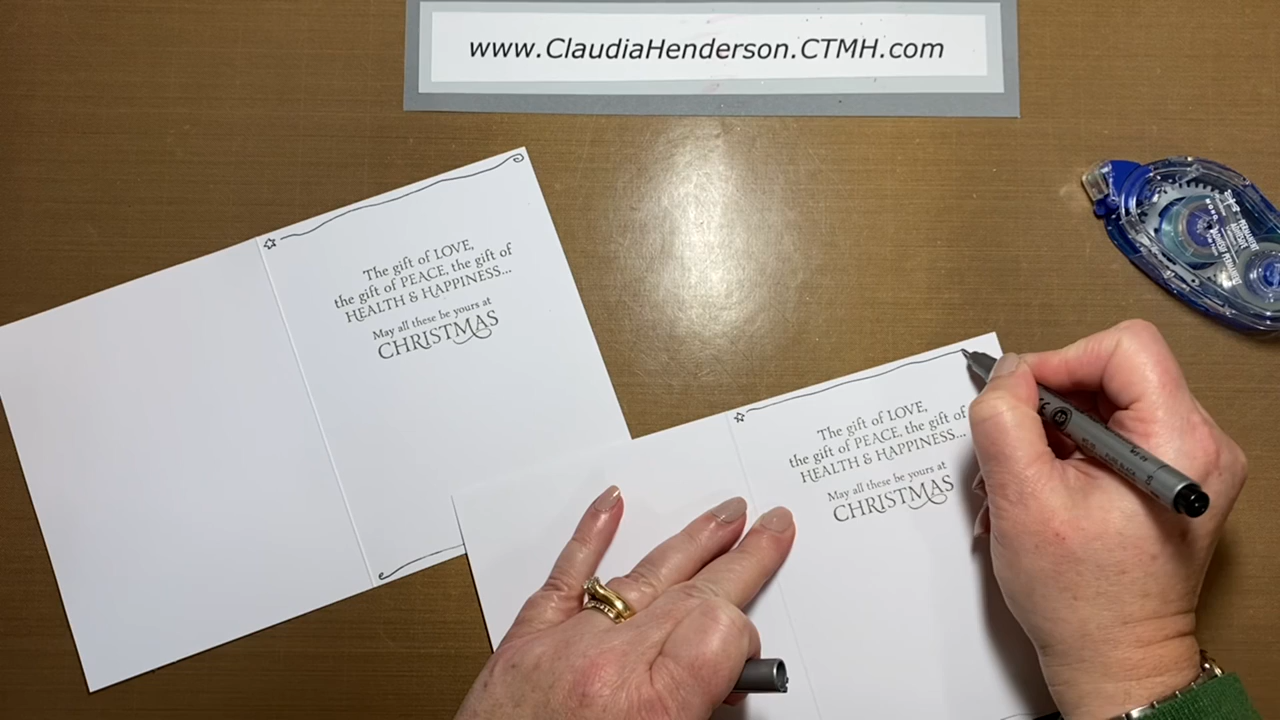 www.ClaudiaHenderson.CTMH.com
The gift of LOVE,
the gift of PEACE, the gift of
HEALTH & HAPPINESS...
May all these be yours at
CHRISTMAS
The gift of LOVE,
the gift of PEACE, the gift of
HEALTH & HAPPINESS...
May all these be yours at
CHRISTMAS
PERMANENT
ADHESIVE